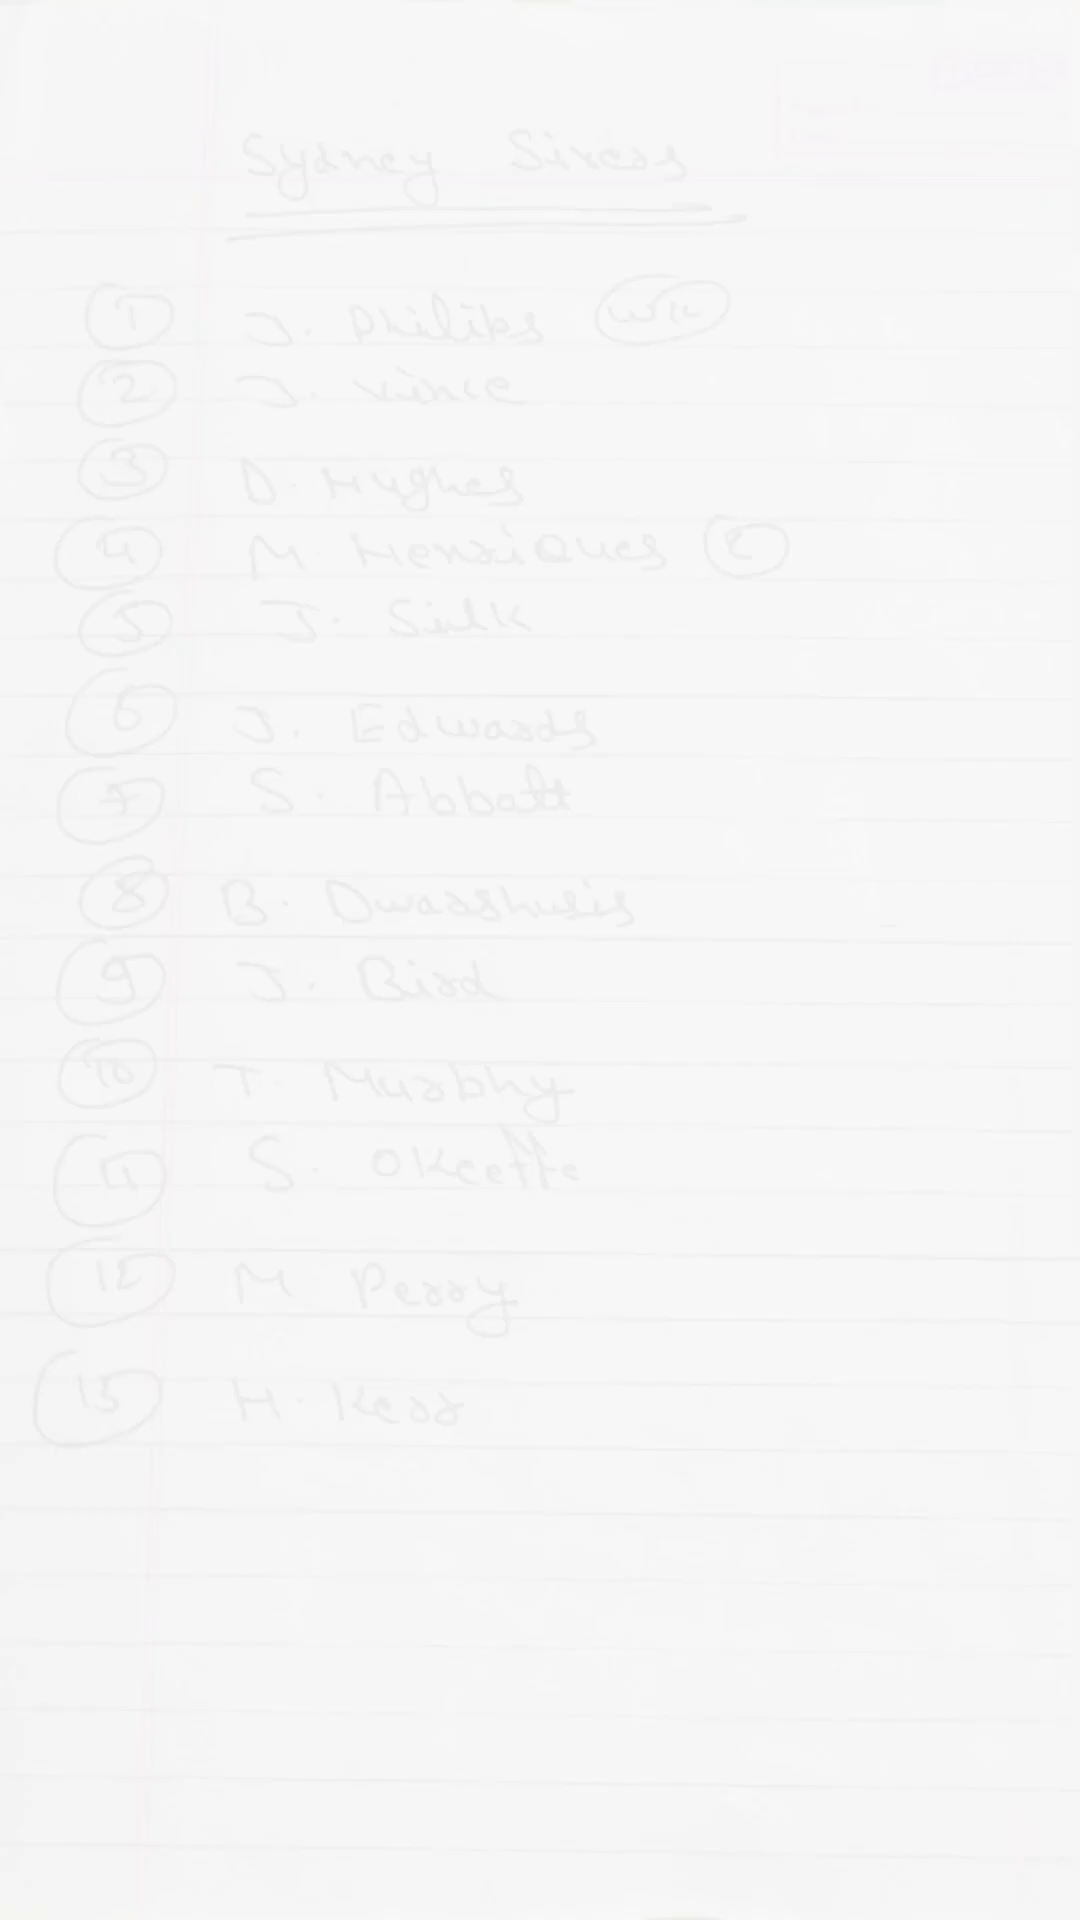 Sydney Sixers
1 J. Philips WK
2 J. Vince
3 D. Hughes
4 M. Henriques C
5 J. Silk
6 J. Edwards
7 S. Abbott
8 B. Dwarshuis
9 J. Bird
10 T. Murphy
11 S. Okeeffe
12 M Perry
13 H. Kerr